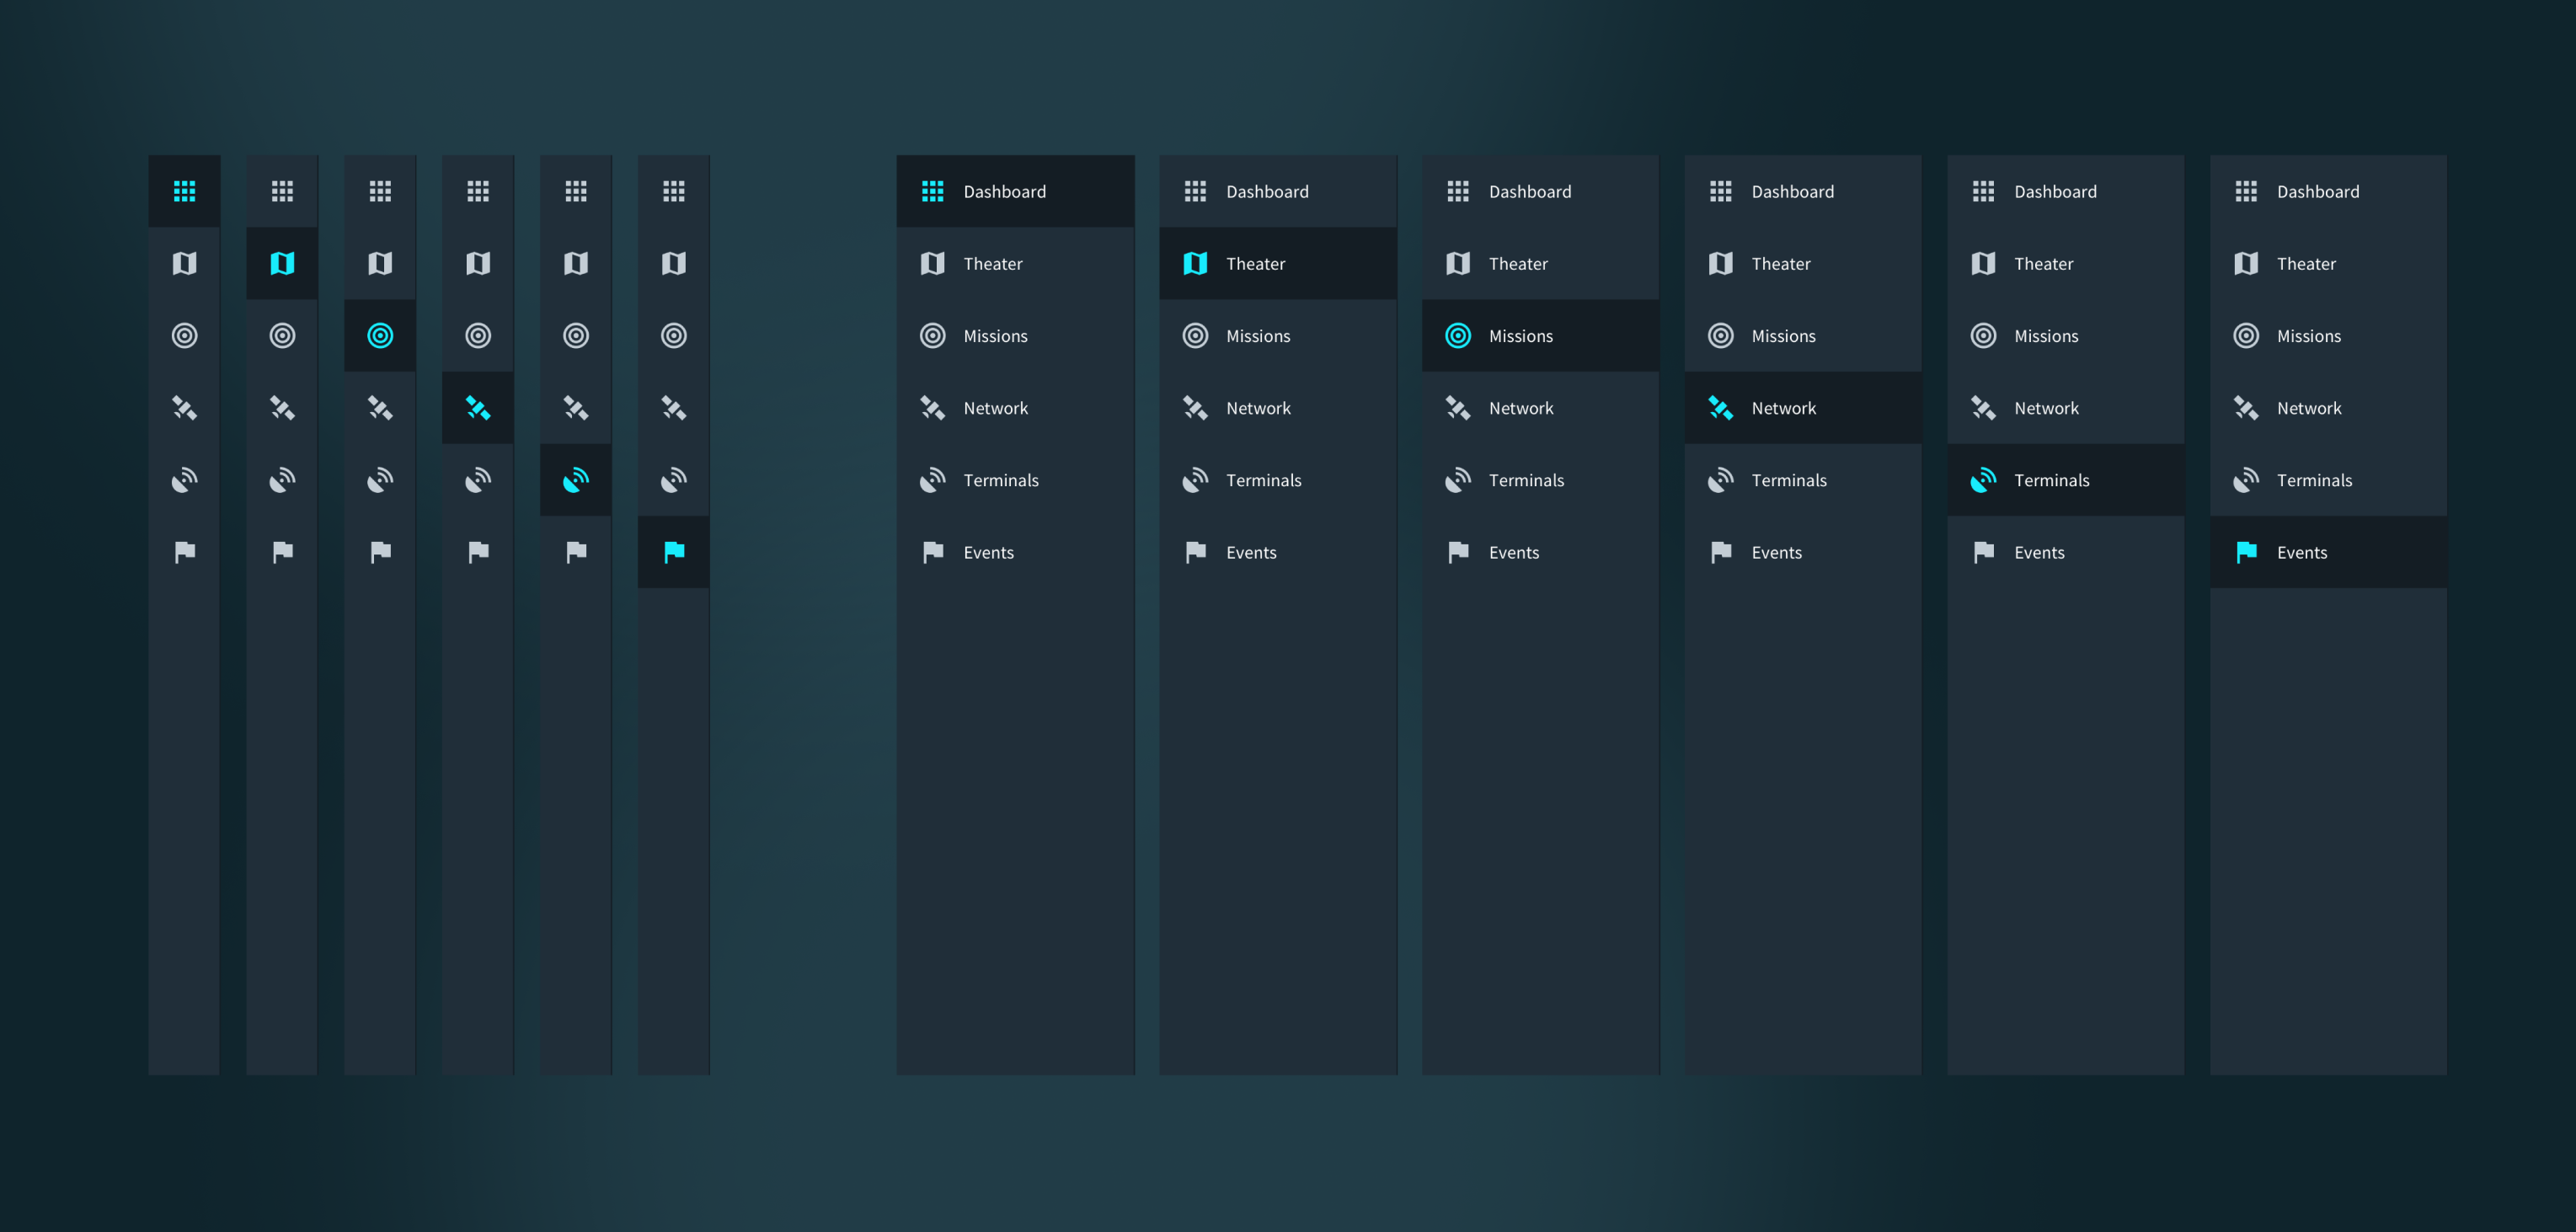 Dashboard
Theater
Missions
Network
Terminals
Events
Dashboard
Theater
Missions
Network
Terminals
Events
Dashboard
Theater
Missions
Network
Terminals
Events
Dashboard
Theater
Missions
Network
Terminals
Events
Dashboard
Theater
Missions
Network
Terminals
Events
Dashboard
Theater
Missions
Network
Terminals
Events